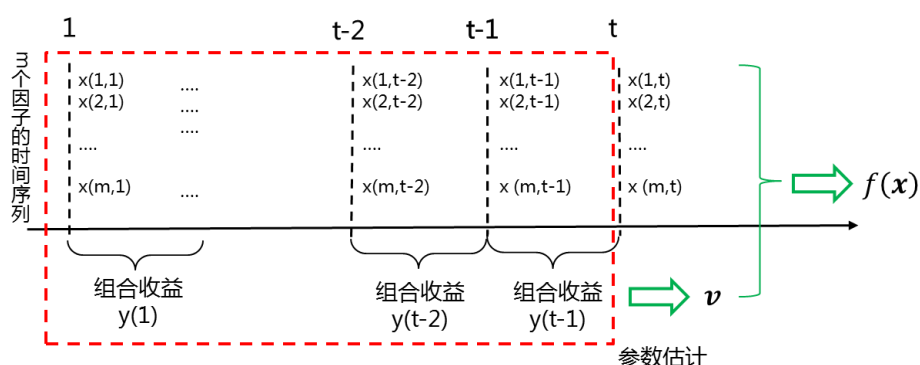 1 t-2 t-1 t
m个因子的时间序列
x(1,1) .... x(1,t-2) x(1,t-1) x(1,t)
x(2,1) .... x(2,t-2) x(2,t-1) x(2,t)
....
.... .... .... ....
x(m,1) .... x(m,t-2) x (m,t-1) x (m,t)
f(x)
组合收益 组合收益 组合收益
y(1) y(t-2) y(t-1)
v
参数估计